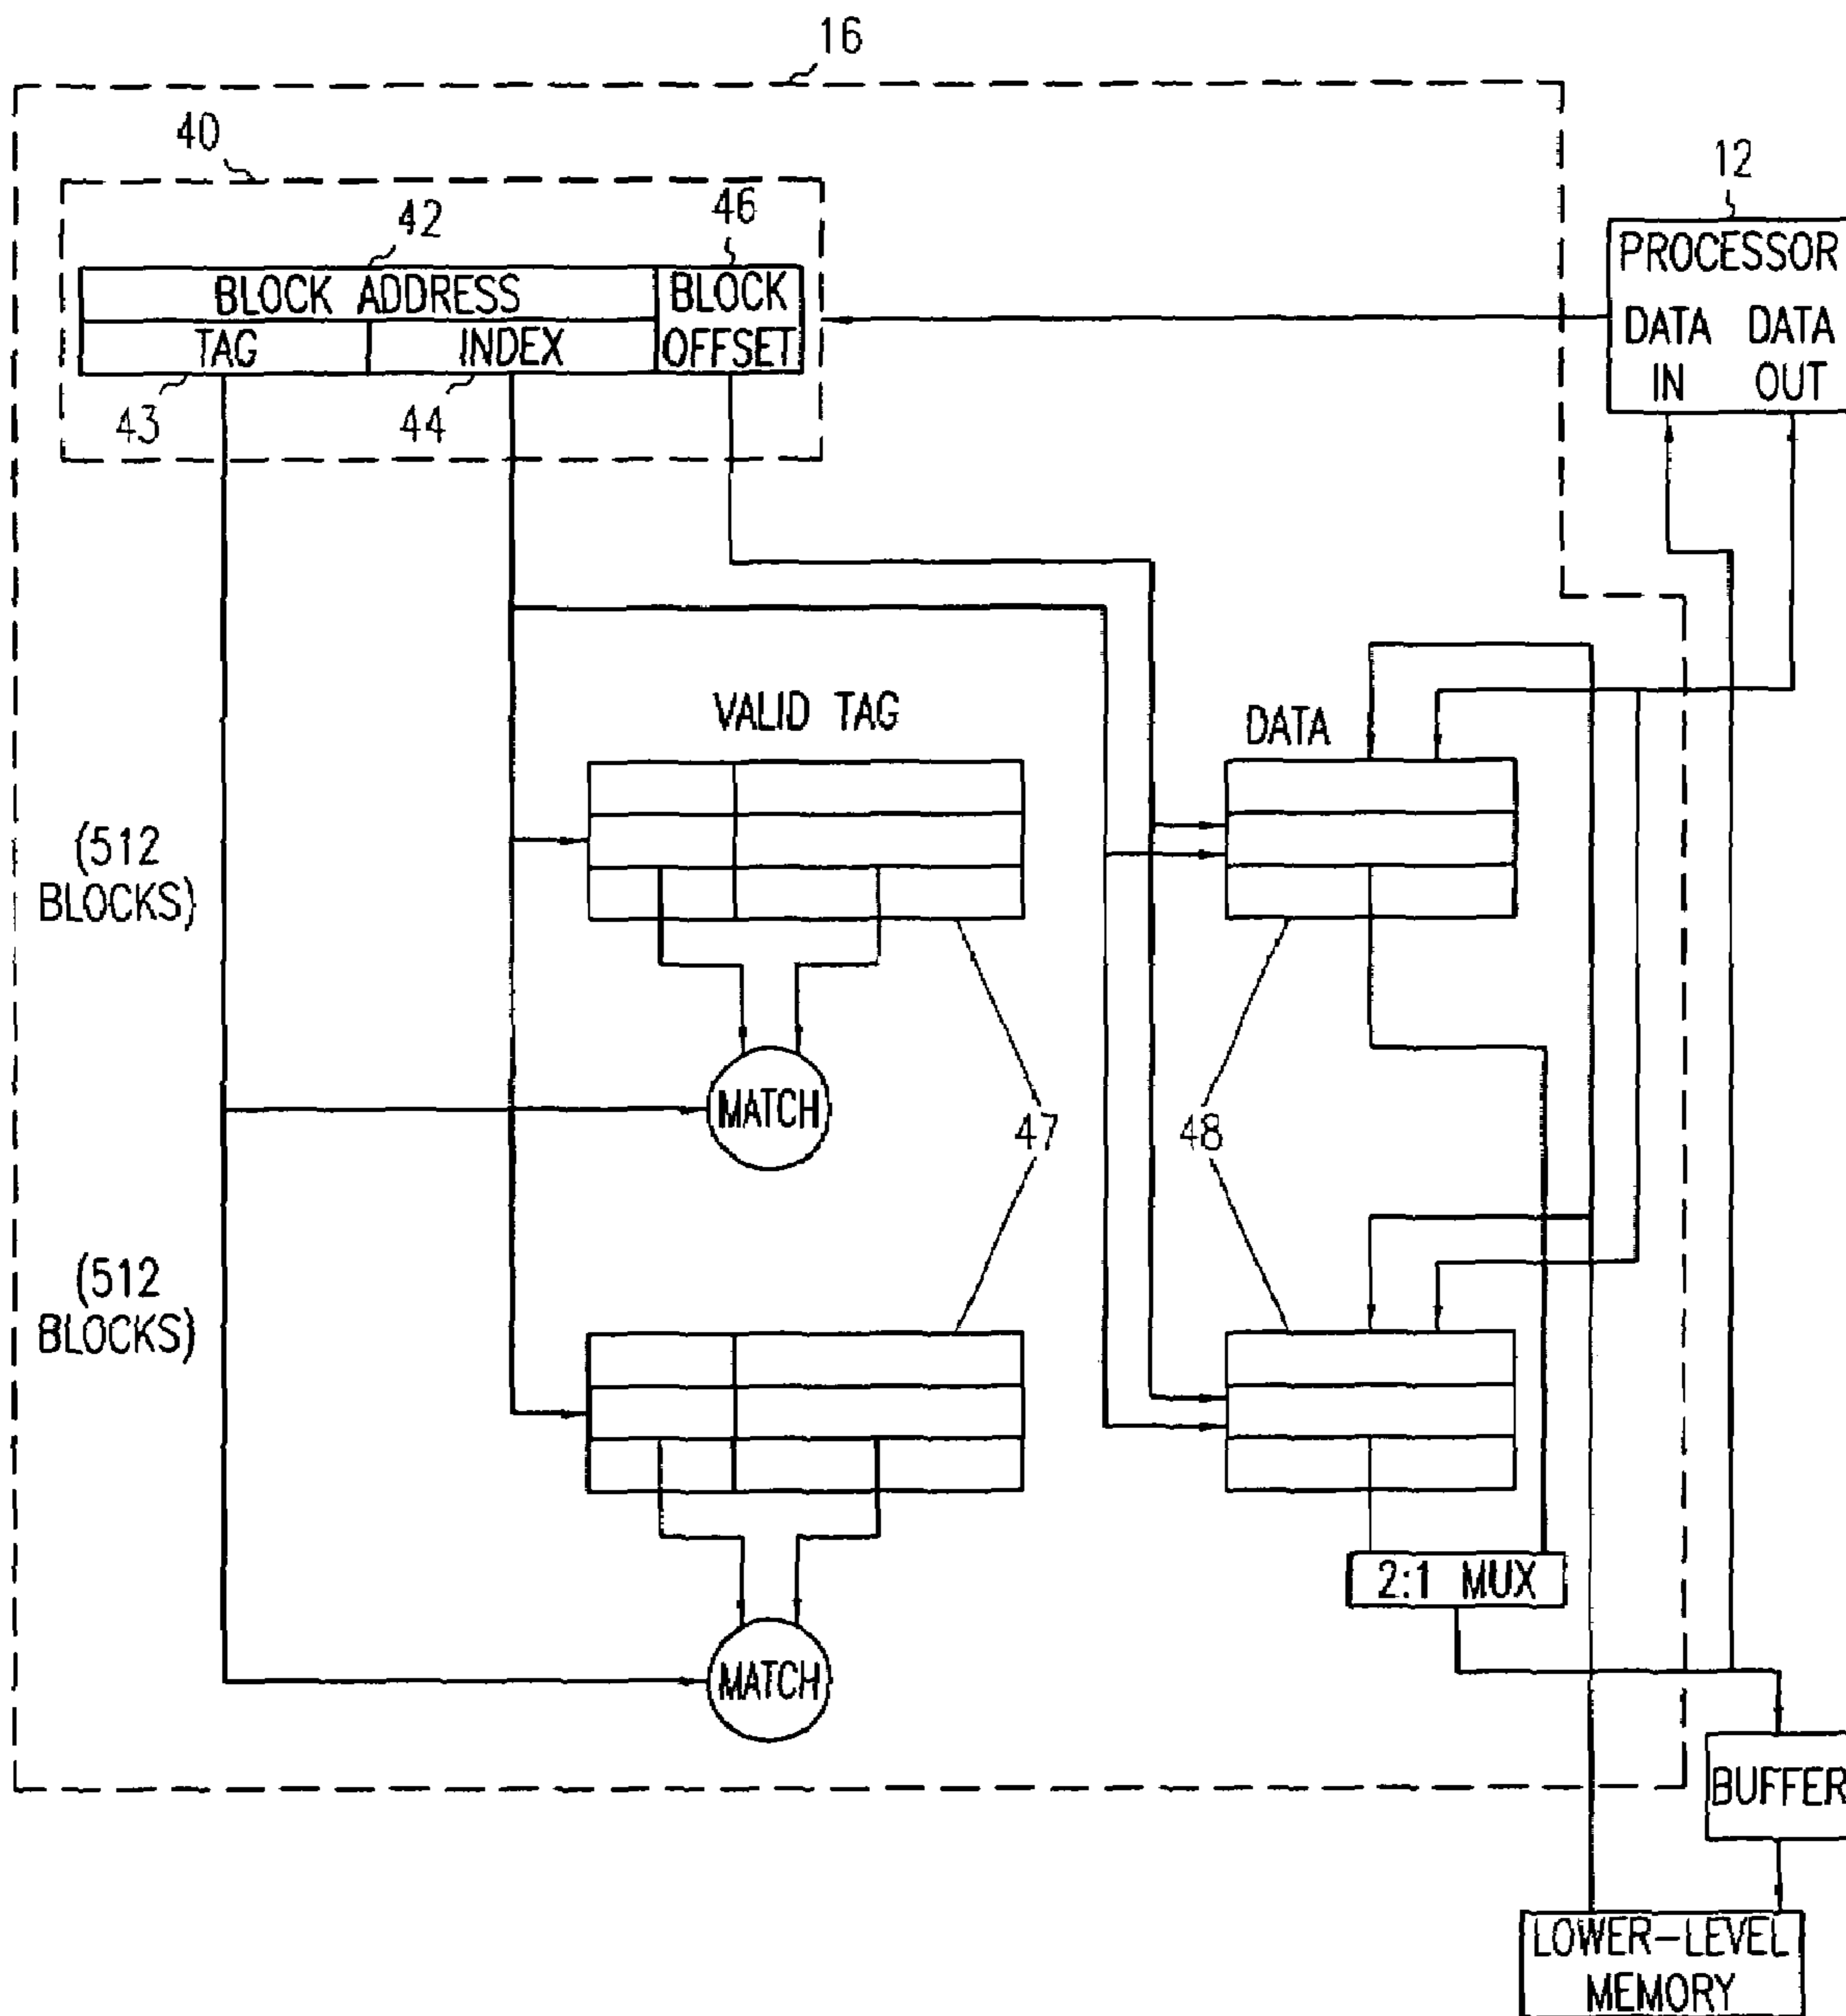 16
40
12
42
46
PROCESSOR
BLOCK ADDRESS
BLOCK
OFFSET
TAG
INDEX
DATA IN
DATA OUT
43
44
VALID TAG
DATA
(512
BLOCKS)
MATCH
47
48
(512
BLOCKS)
2:1 MUX
MATCH
BUFFER
LOWER-LEVEL
MEMORY